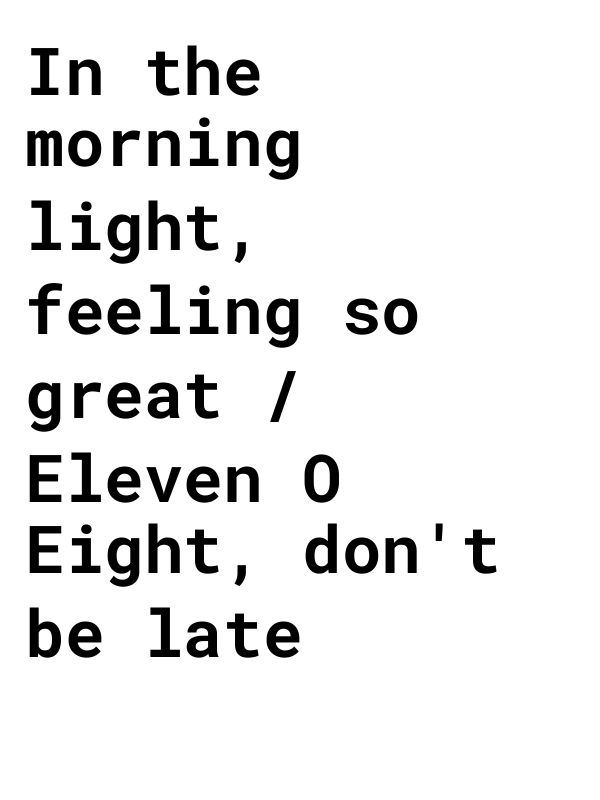 In the
morning
light,
feeling so
great /
Eleven O
Eight, don't
be late